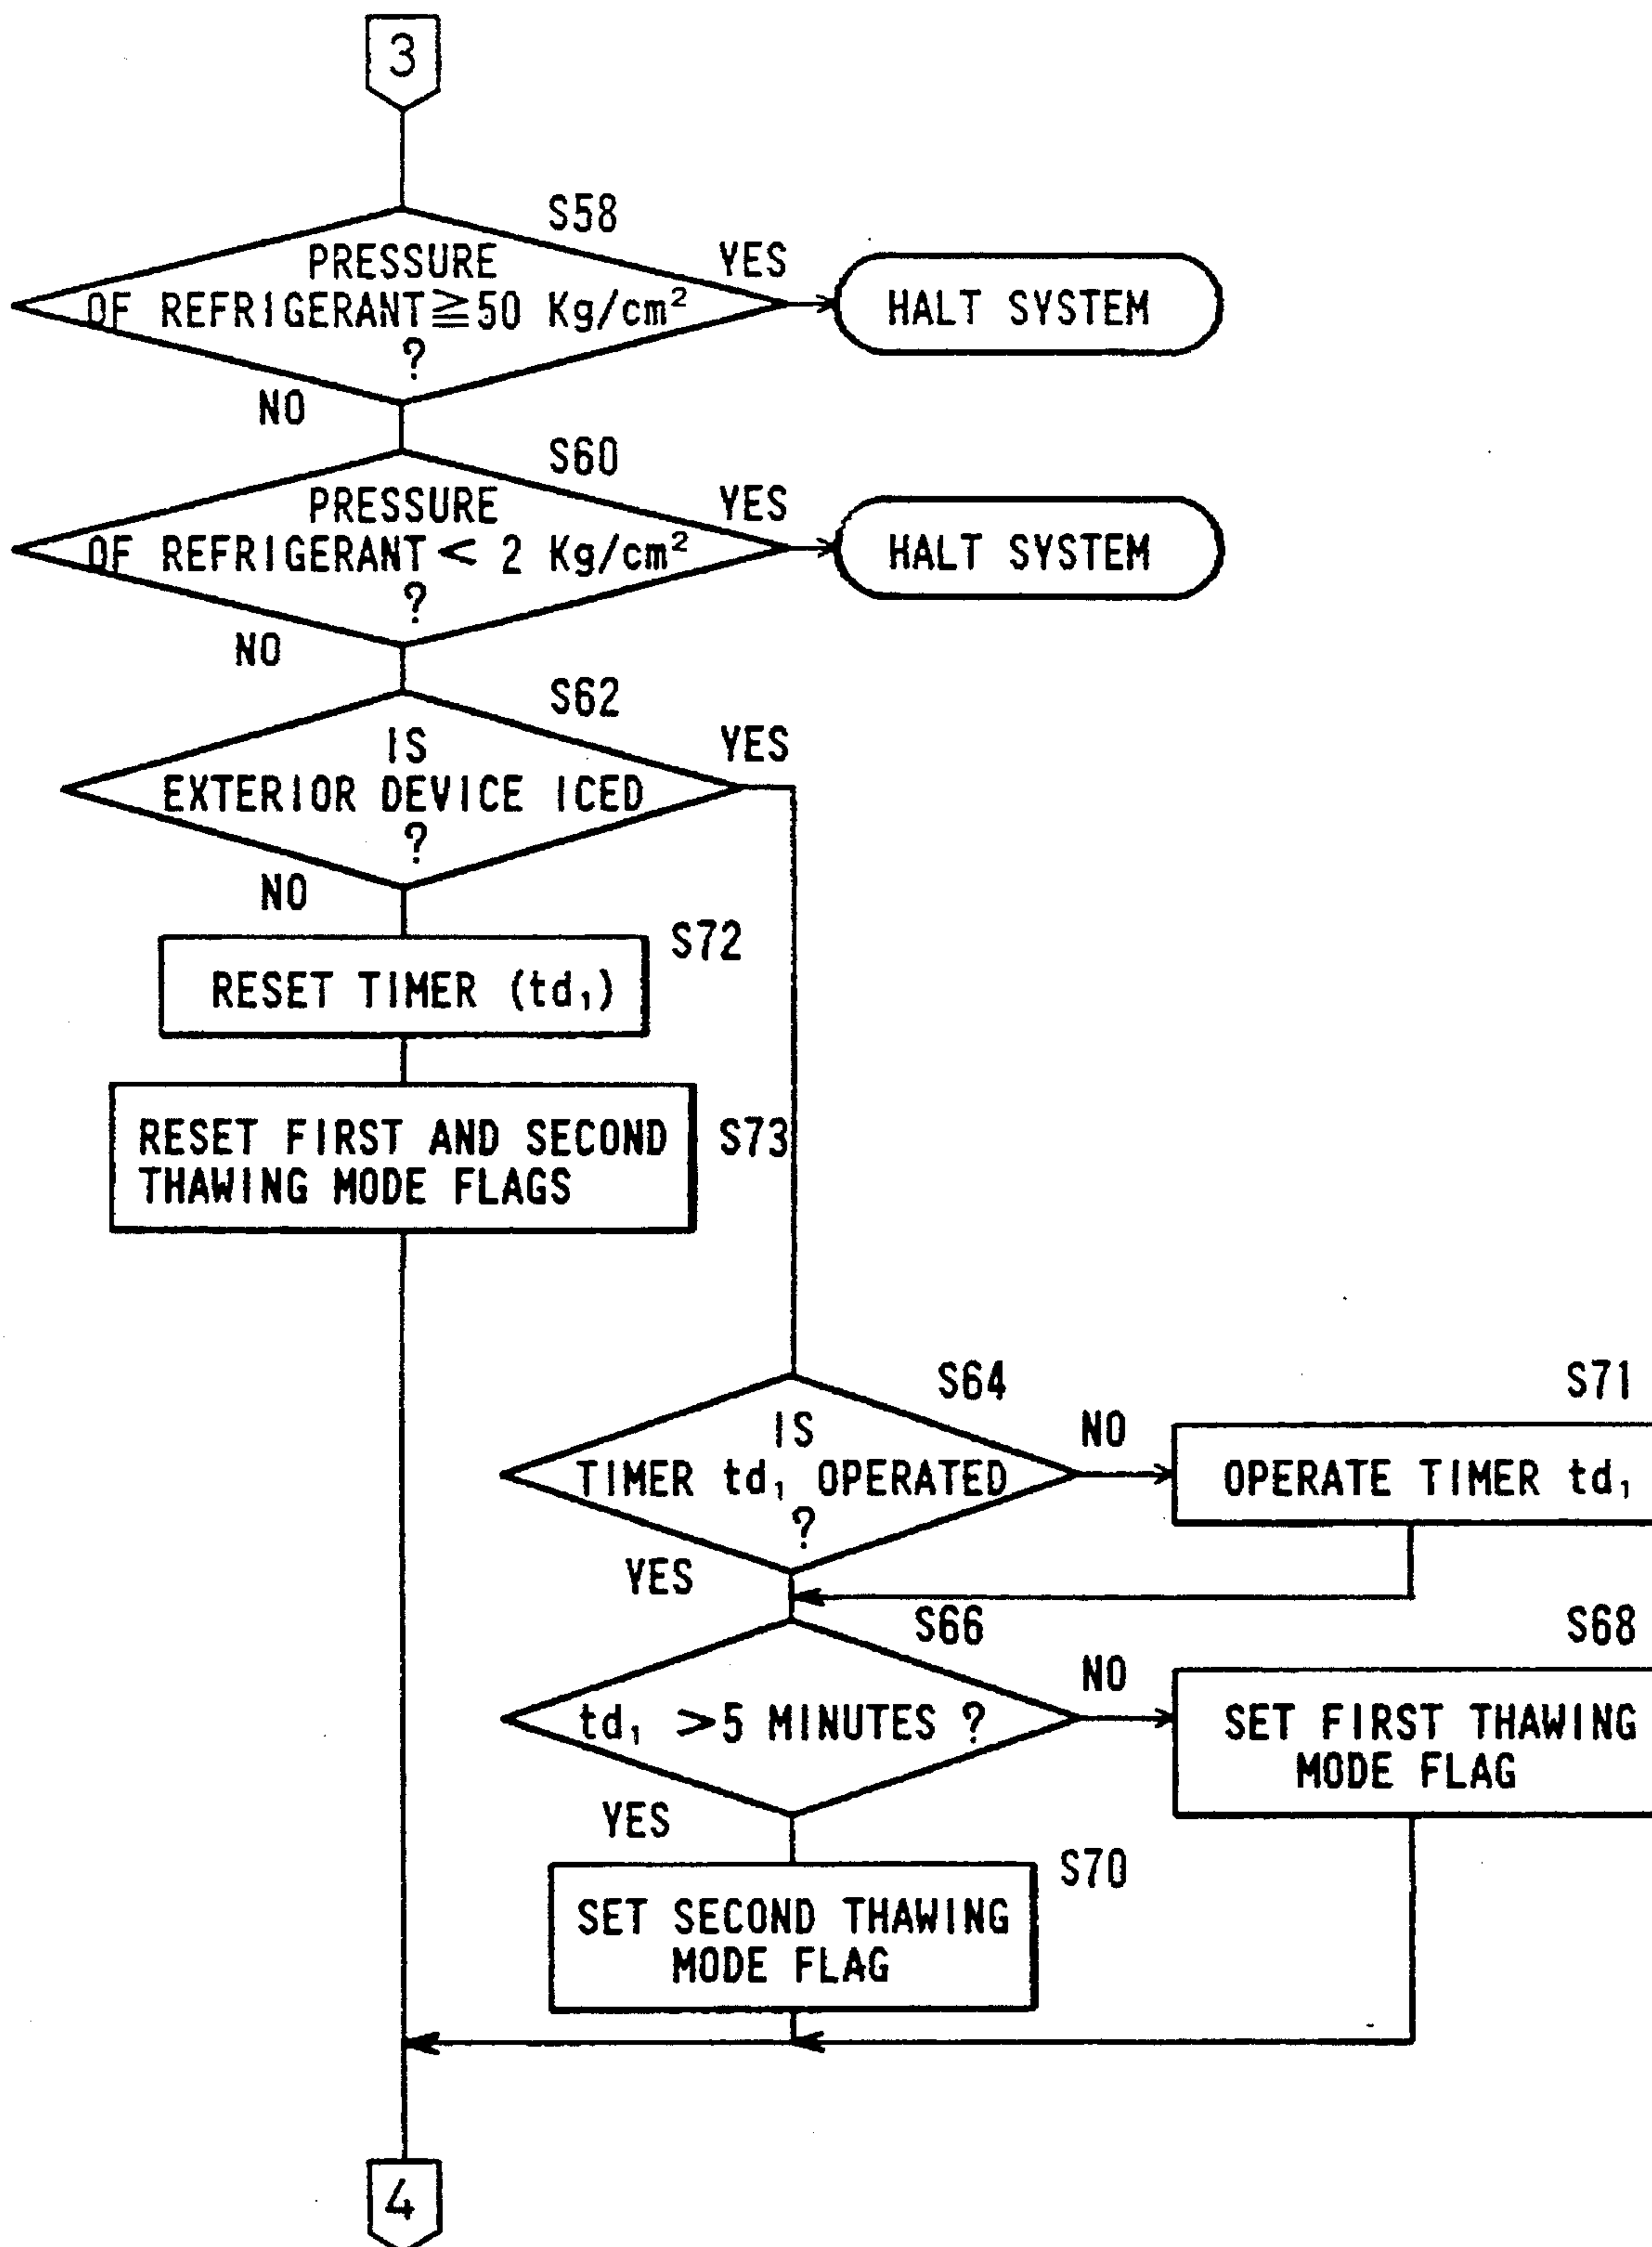 3
S58
PRESSURE
OF REFRIGERANT≧50 Kg/cm²
?
YES
HALT SYSTEM
NO
S60
PRESSURE
OF REFRIGERANT < 2 Kg/cm²
?
YES
HALT SYSTEM
NO
S62
IS
EXTERIOR DEVICE ICED
?
YES
NO
S72
RESET TIMER (td₁)
RESET FIRST AND SECOND
THAWING MODE FLAGS
S73
S64
IS
TIMER td₁ OPERATED
?
NO
S71
OPERATE TIMER td₁
YES
S66
td₁ >5 MINUTES ?
NO
S68
SET FIRST THAWING
MODE FLAG
YES
S70
SET SECOND THAWING
MODE FLAG
4